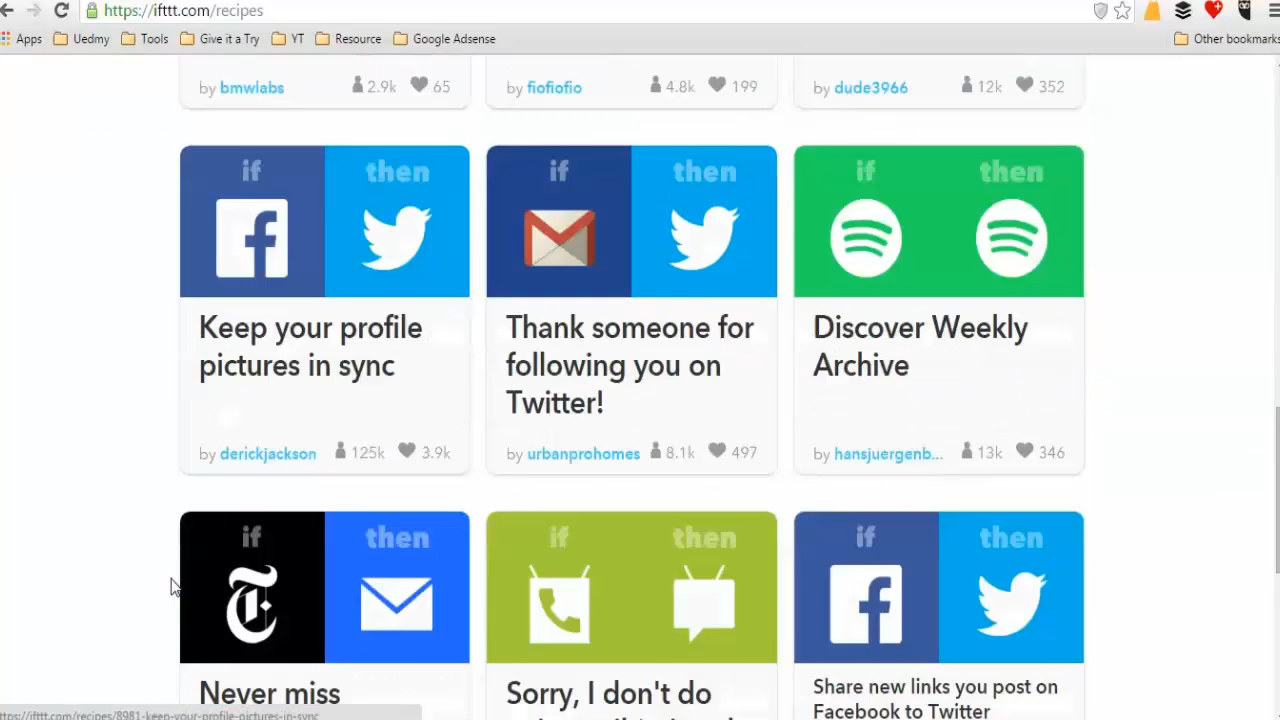 https://ifttt.com/recipes
Apps Uedmy Tools Give it a Try YT Resource Google Adsense Other bookmarks
by bmwlabs 2.9k 65
by fiofiofio 4.8k 199
by dude3966 12k 352
if then
Keep your profile
pictures in sync
by derickjackson 125k 3.9k
if then
Thank someone for
following you on
Twitter!
by urbanprohomes 8.1k 497
if then
Discover Weekly
Archive
by hansjuergenb... 13k 346
if then
Never miss
if then
Sorry, I don't do
if then
Share new links you post on
Facebook to Twitter
https://ifttt.com/recipes/8981-keep-your-profile-pictures-in-sync